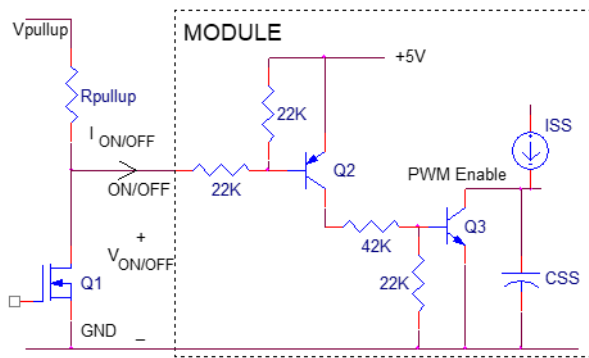 Vpullup
MODULE
+5V
Rpullup
22K
I ON/OFF
ISS
ON/OFF
22K
Q2
PWM Enable
+
V ON/OFF
42K
Q3
Q1
22K
CSS
GND
_